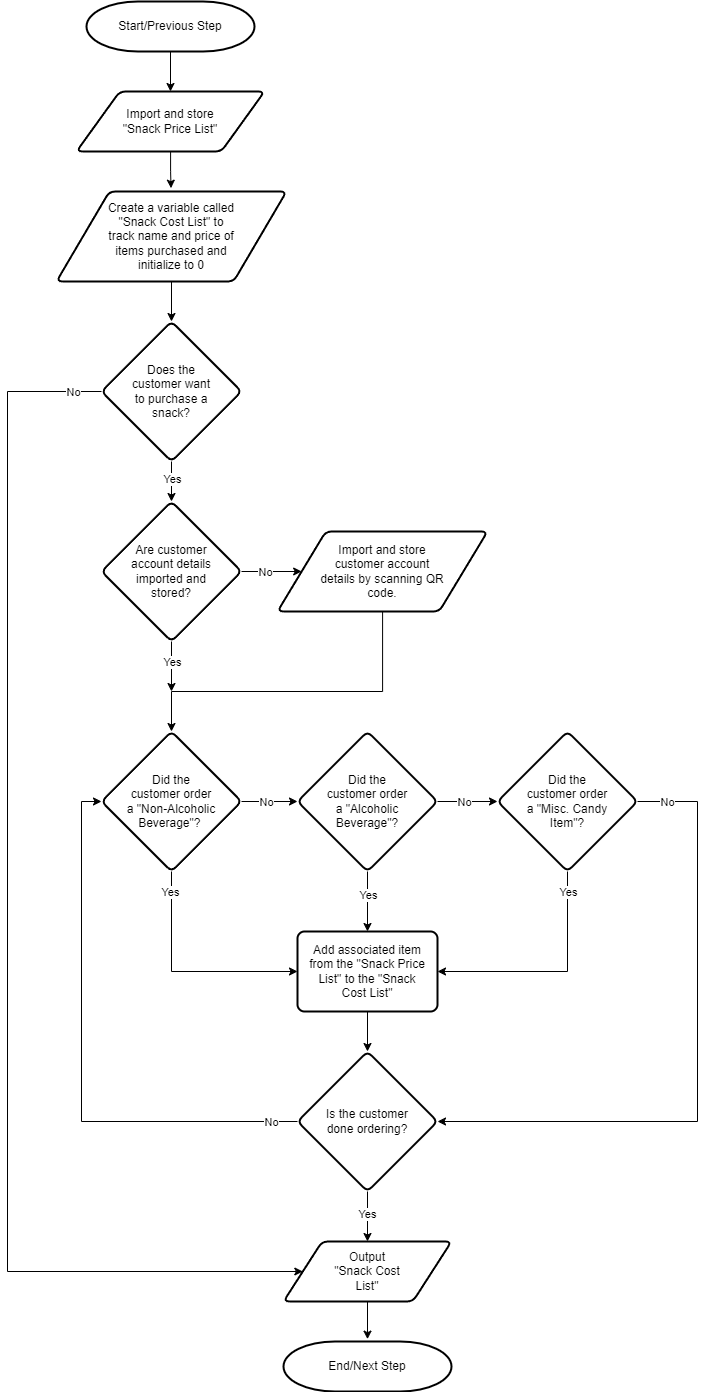 Start/Previous Step
Import and store
"Snack Price List"
Create a variable called
"Snack Cost List" to
track name and price of
items purchased and
initialize to 0
Does the
customer want
to purchase a
snack?
No
Yes
Are customer
account details
imported and
stored?
No
Import and store
customer account
details by scanning QR
code.
Yes
Did the
customer order
a "Non-Alcoholic
Beverage"?
No
Did the
customer order
a "Alcoholic
Beverage"?
No
Did the
customer order
a "Misc. Candy
Item"?
No
Yes
Yes
Yes
Add associated item
from the "Snack Price
List" to the "Snack
Cost List"
Is the customer
done ordering?
No
Yes
Output
"Snack Cost
List"
End/Next Step